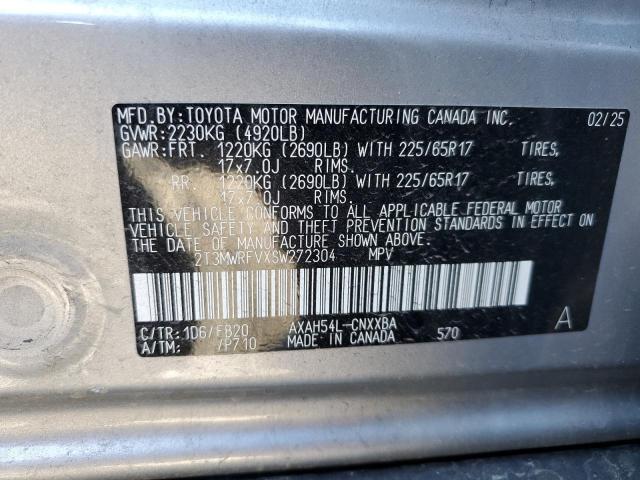 MFD.BY:TOYOTA MOTOR MANUFACTURING CANADA INC. 02/25
GVWR:2230KG (4920LB)
GAWR:FRT. 1220KG (2690LB) WITH 225/65R17 TIRES,
17x7.0J RIMS.
RR. 1220KG (2690LB) WITH 225/65R17 TIRES,
17x7.0J RIMS.
THIS VEHICLE CONFORMS TO ALL APPLICABLE FEDERAL MOTOR
VEHICLE SAFETY AND THEFT PREVENTION STANDARDS IN EFFECT ON
THE DATE OF MANUFACTURE SHOWN ABOVE.
2T3MWRFVXSW272304 MPV
C/TR:1D6/FB20 AXAH54L-CNXXBA 570 A
A/TM: /P710 MADE IN CANADA